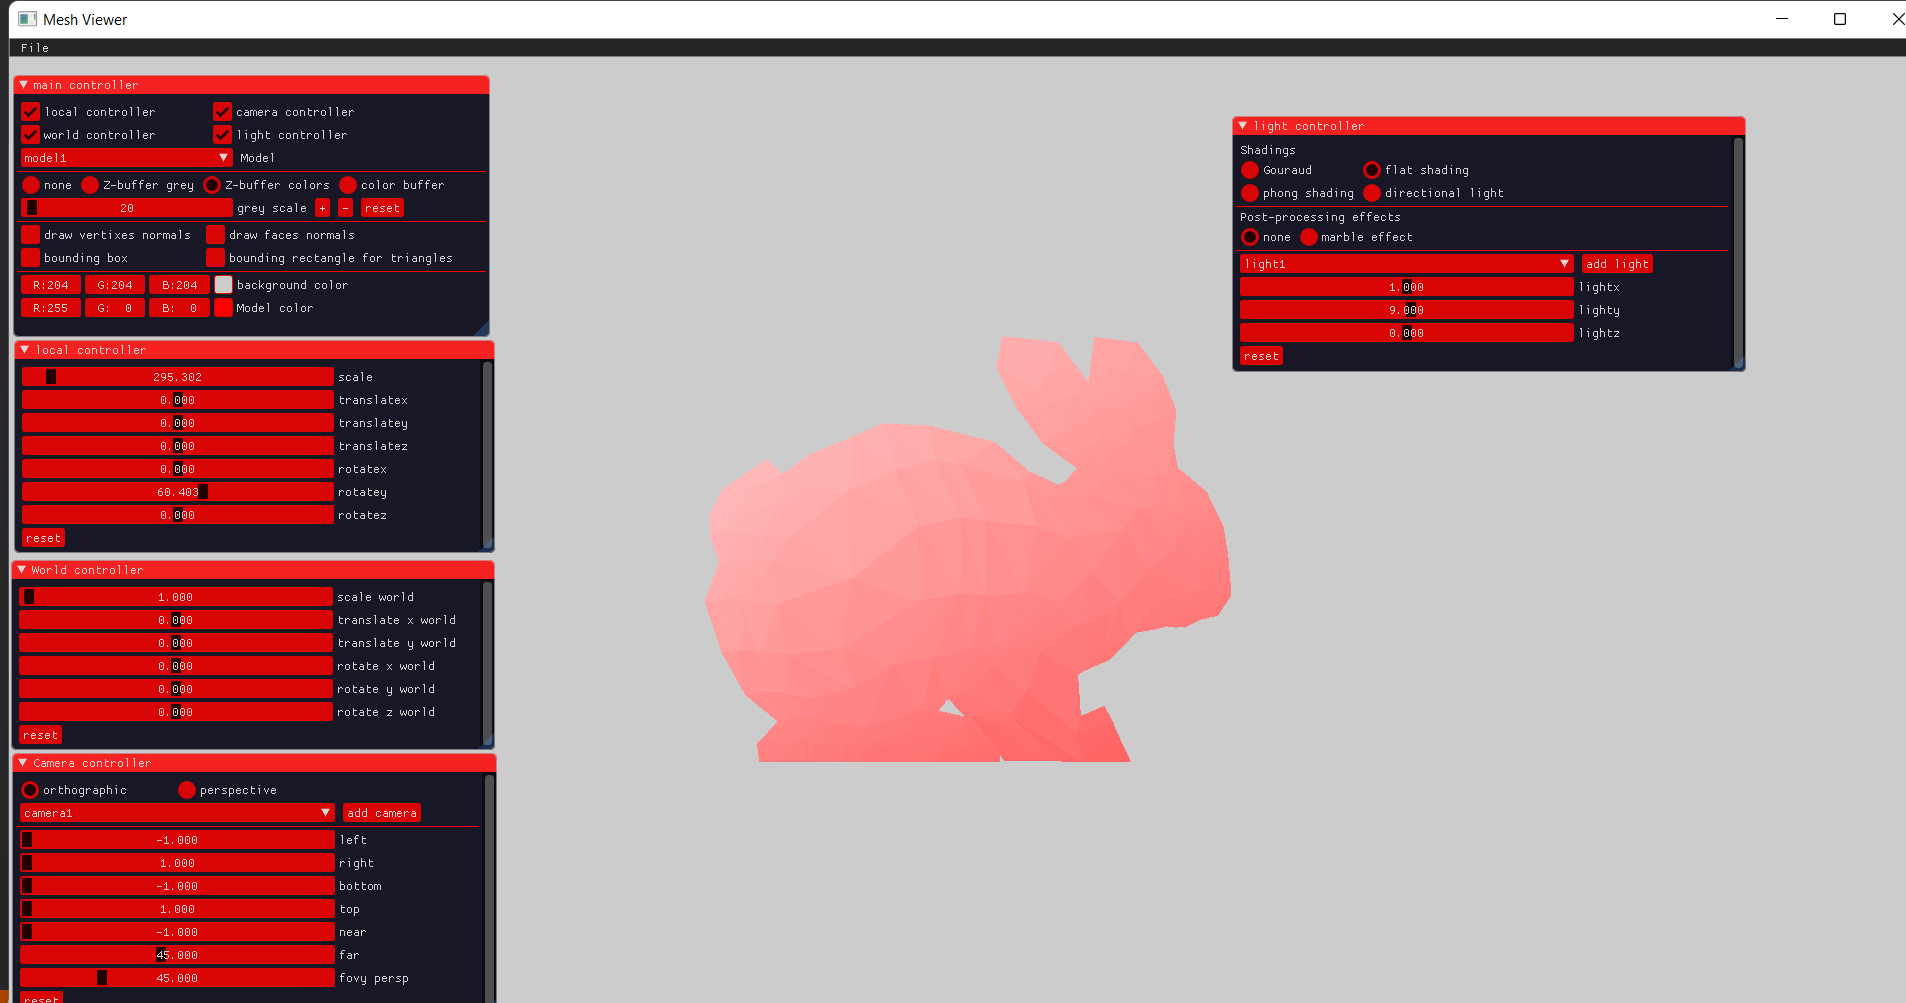 Mesh Viewer
File
main controller
local controller camera controller
world controller light controller
model1 Model
none Z-buffer grey Z-buffer colors color buffer
20 grey scale + - reset
draw vertixes normals draw faces normals
bounding box bounding rectangle for triangles
R:204 G:204 B:204 background color
R:255 G: 0 B: 0 Model color
local controller
295.302 scale
0.000 translatex
0.000 translatey
0.000 translatez
0.000 rotatex
60.403 rotatey
0.000 rotatez
reset
World controller
1.000 scale world
0.000 translate x world
0.000 translate y world
0.000 rotate x world
0.000 rotate y world
0.000 rotate z world
reset
Camera controller
orthographic perspective
camera1 add camera
-1.000 left
1.000 right
-1.000 bottom
1.000 top
-1.000 near
45.000 far
45.000 fovy persp
reset
light controller
Shadings
Gouraud flat shading
phong shading directional light
Post-processing effects
none marble effect
light1 add light
1.000 lightx
9.000 lighty
0.000 lightz
reset